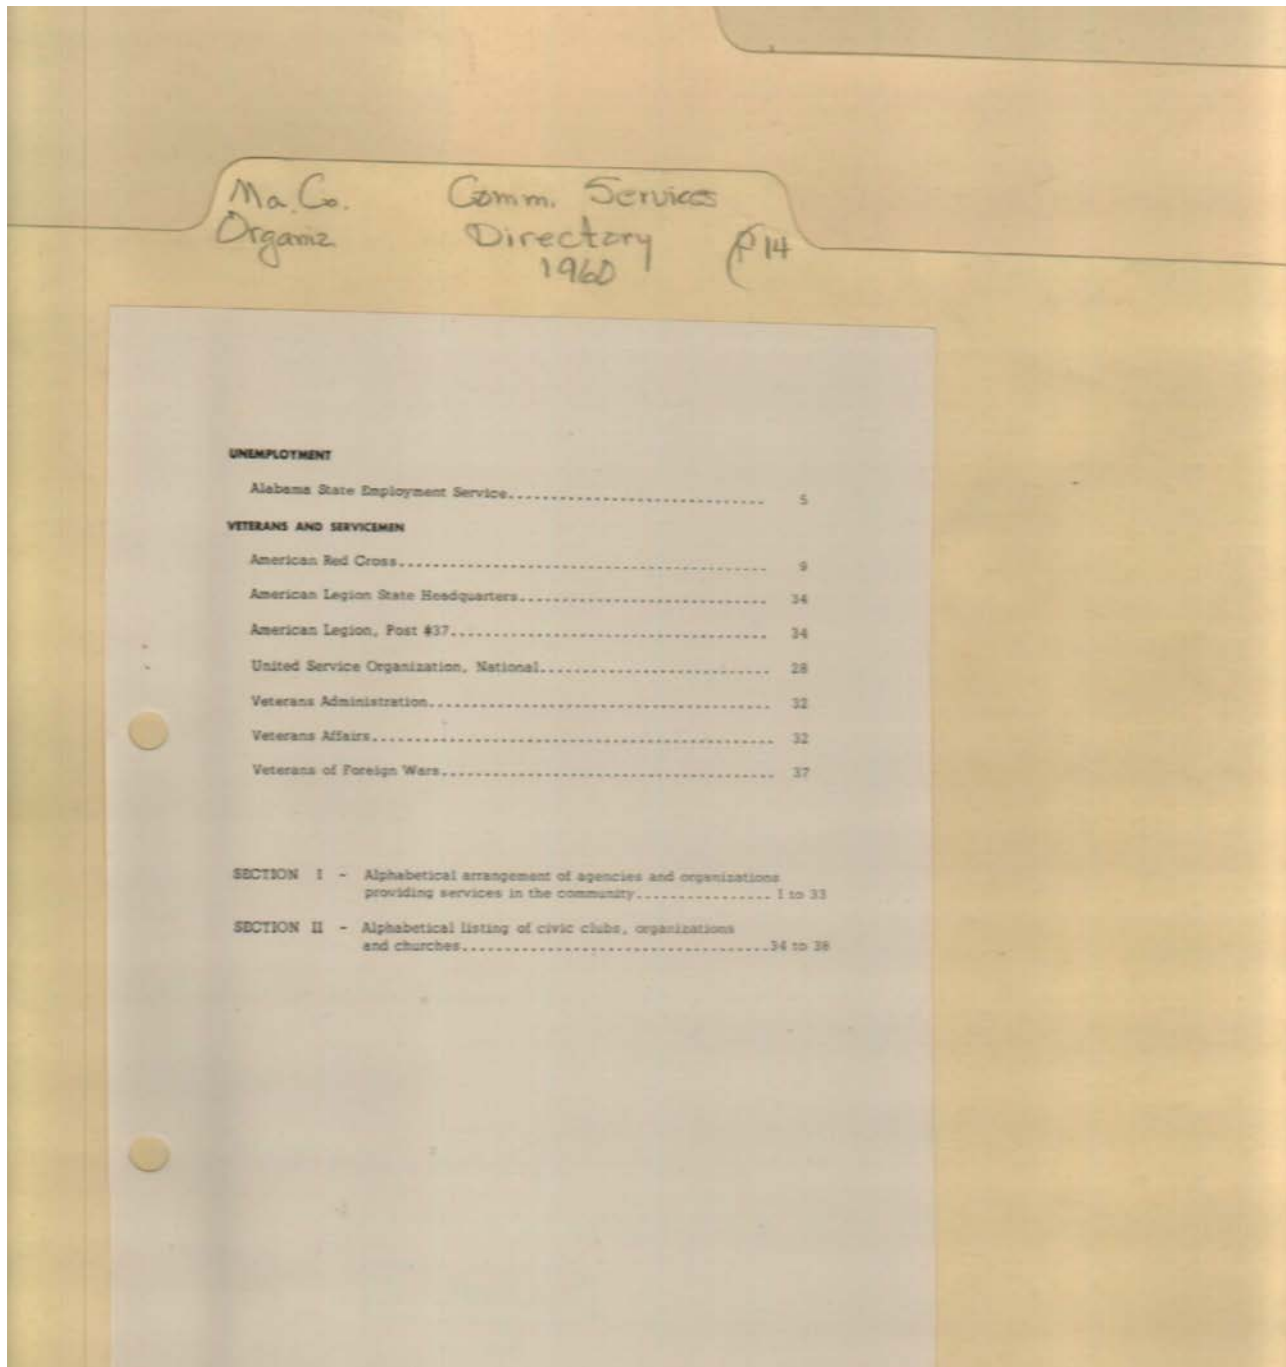 Ma. Co. Comm. Services
Organiz Directory (P 14
1960
UNEMPLOYMENT
Alabama State Employment Service 5
VETERANS AND SERVICEMEN
American Red Cross 9
American Legion State Headquarters 34
American Legion, Post #37 34
United Service Organization, National 28
Veterans Administration 32
Veterans Affairs 32
Veterans of Foreign Wars 37
SECTION I - Alphabetical arrangement of agencies and organizations
providing services in the community 1 to 33
SECTION II - Alphabetical listing of civic clubs, organizations
and churches 34 to 38